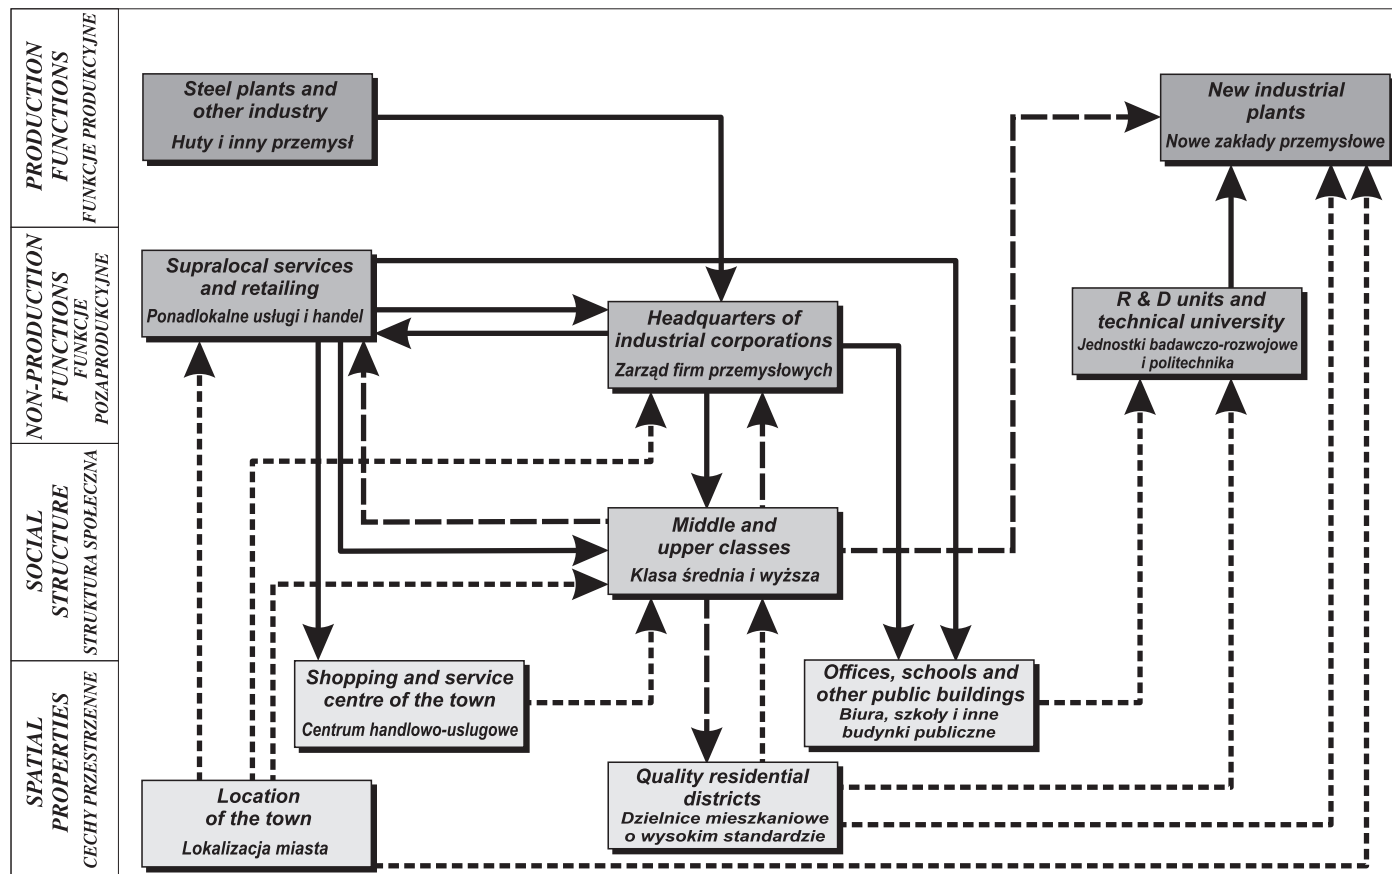 PRODUCTION
FUNCTIONS
FUNKCJE PRODUKCYJNE
Steel plants and
other industry
Huty i inny przemysł
New industrial
plants
Nowe zakłady przemysłowe
NON-PRODUCTION
FUNCTIONS
FUNKCJE
POZAPRODUKCYJNE
Supralocal services
and retailing
Ponadlokalne usługi i handel
Headquarters of
industrial corporations
Zarząd firm przemysłowych
R & D units and
technical university
Jednostki badawczo-rozwojowe
i politechnika
SOCIAL
STRUCTURE
STRUKTURA SPOŁECZNA
Middle and
upper classes
Klasa średnia i wyższa
SPATIAL
PROPERTIES
CECHY PRZESTRZENNE
Shopping and service
centre of the town
Centrum handlowo-uslugowe
Offices, schools and
other public buildings
Biura, szkoły i inne
budynki publiczne
Location
of the town
Lokalizacja miasta
Quality residential
districts
Dzielnice mieszkaniowe
o wysokim standardzie